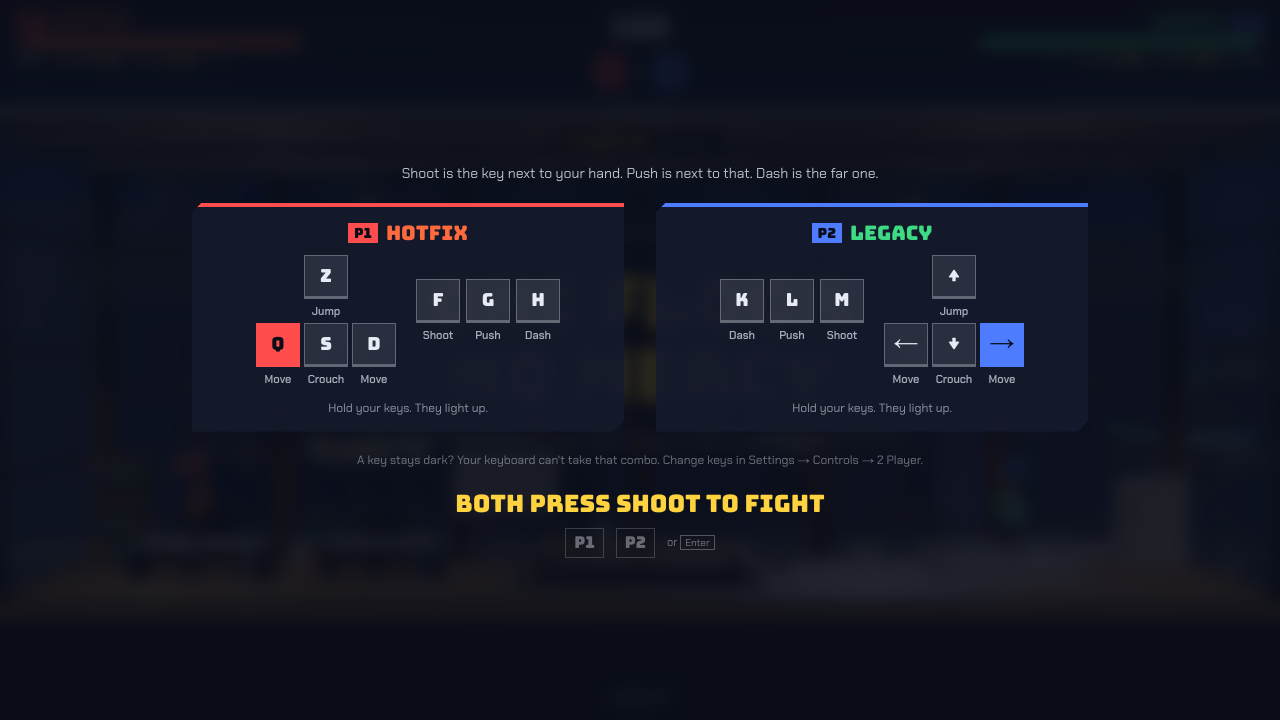 Shoot is the key next to your hand. Push is next to that. Dash is the far one.
P1 HOTFIX
Z
Jump
F G H
Shoot Push Dash
Q S D
Move Crouch Move
Hold your keys. They light up.
P2 LEGACY
↑
Jump
K L M
Dash Push Shoot
← ↓ →
Move Crouch Move
Hold your keys. They light up.
A key stays dark? Your keyboard can't take that combo. Change keys in Settings → Controls → 2 Player.
BOTH PRESS SHOOT TO FIGHT
P1 P2 or Enter